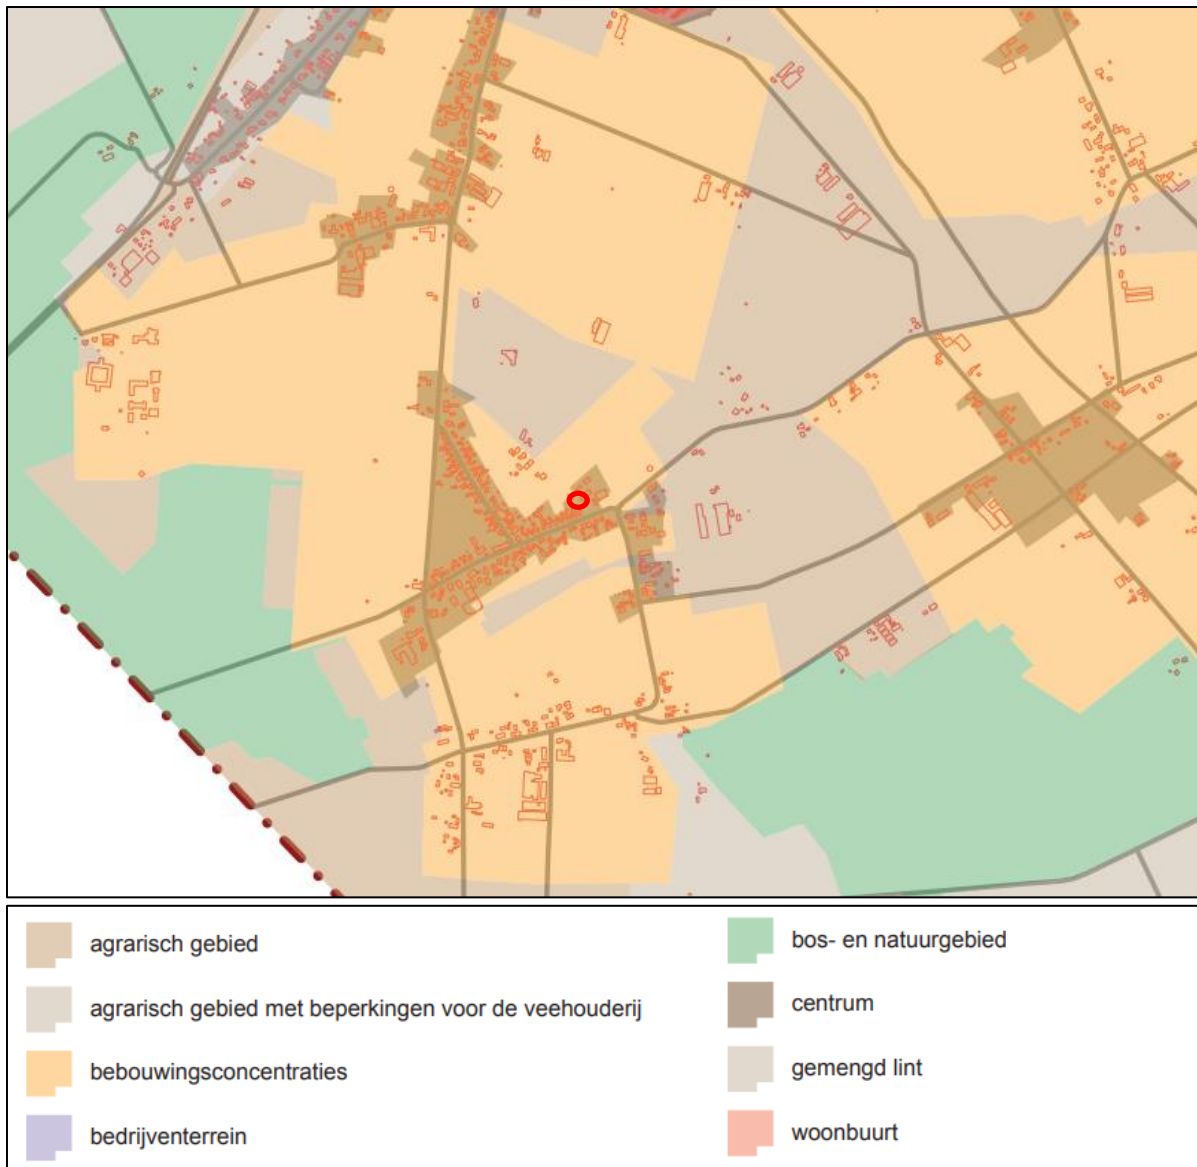 agrarisch gebied
agrarisch gebied met beperkingen voor de veehouderij
bebouwingsconcentraties
bedrijventerrein
bos- en natuurgebied
centrum
gemengd lint
woonbuurt